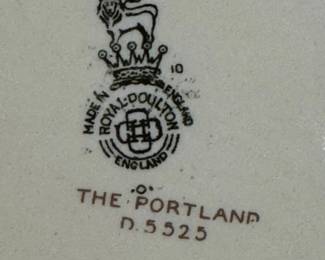 10
MADE IN ENGLAND
ROYAL·DOULTON
ENGLAND
THE PORTLAND
D.5525